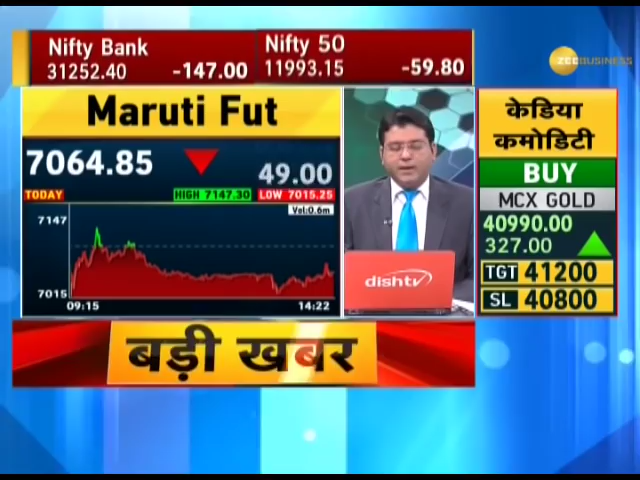 Nifty Bank
31252.40 -147.00
Nifty 50
11993.15 -59.80
ZEE BUSINESS
Maruti Fut
7064.85 49.00
TODAY HIGH 7147.30 LOW 7015.25
Vol:0.6m
7147
7015
09:15 14:22
dishtv
केडिया
कमोडिटी
BUY
MCX GOLD
40990.00
327.00
TGT 41200
SL 40800
बड़ी खबर